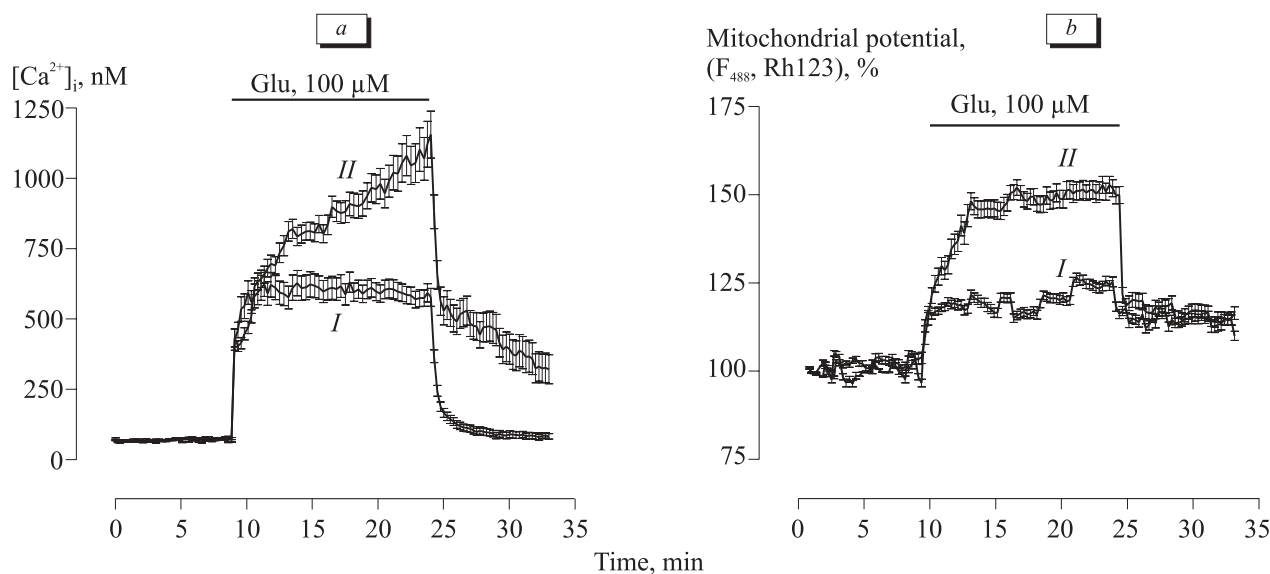 a
[Ca²⁺]ᵢ, nM
Glu, 100 µM
1250
1000
750
500
250
0
II
I
0 5 10 15 20 25 30 35
b
Mitochondrial potential,
(F₄₈₈, Rh123), %
Glu, 100 µM
175
150
125
100
75
II
I
0 5 10 15 20 25 30 35
Time, min